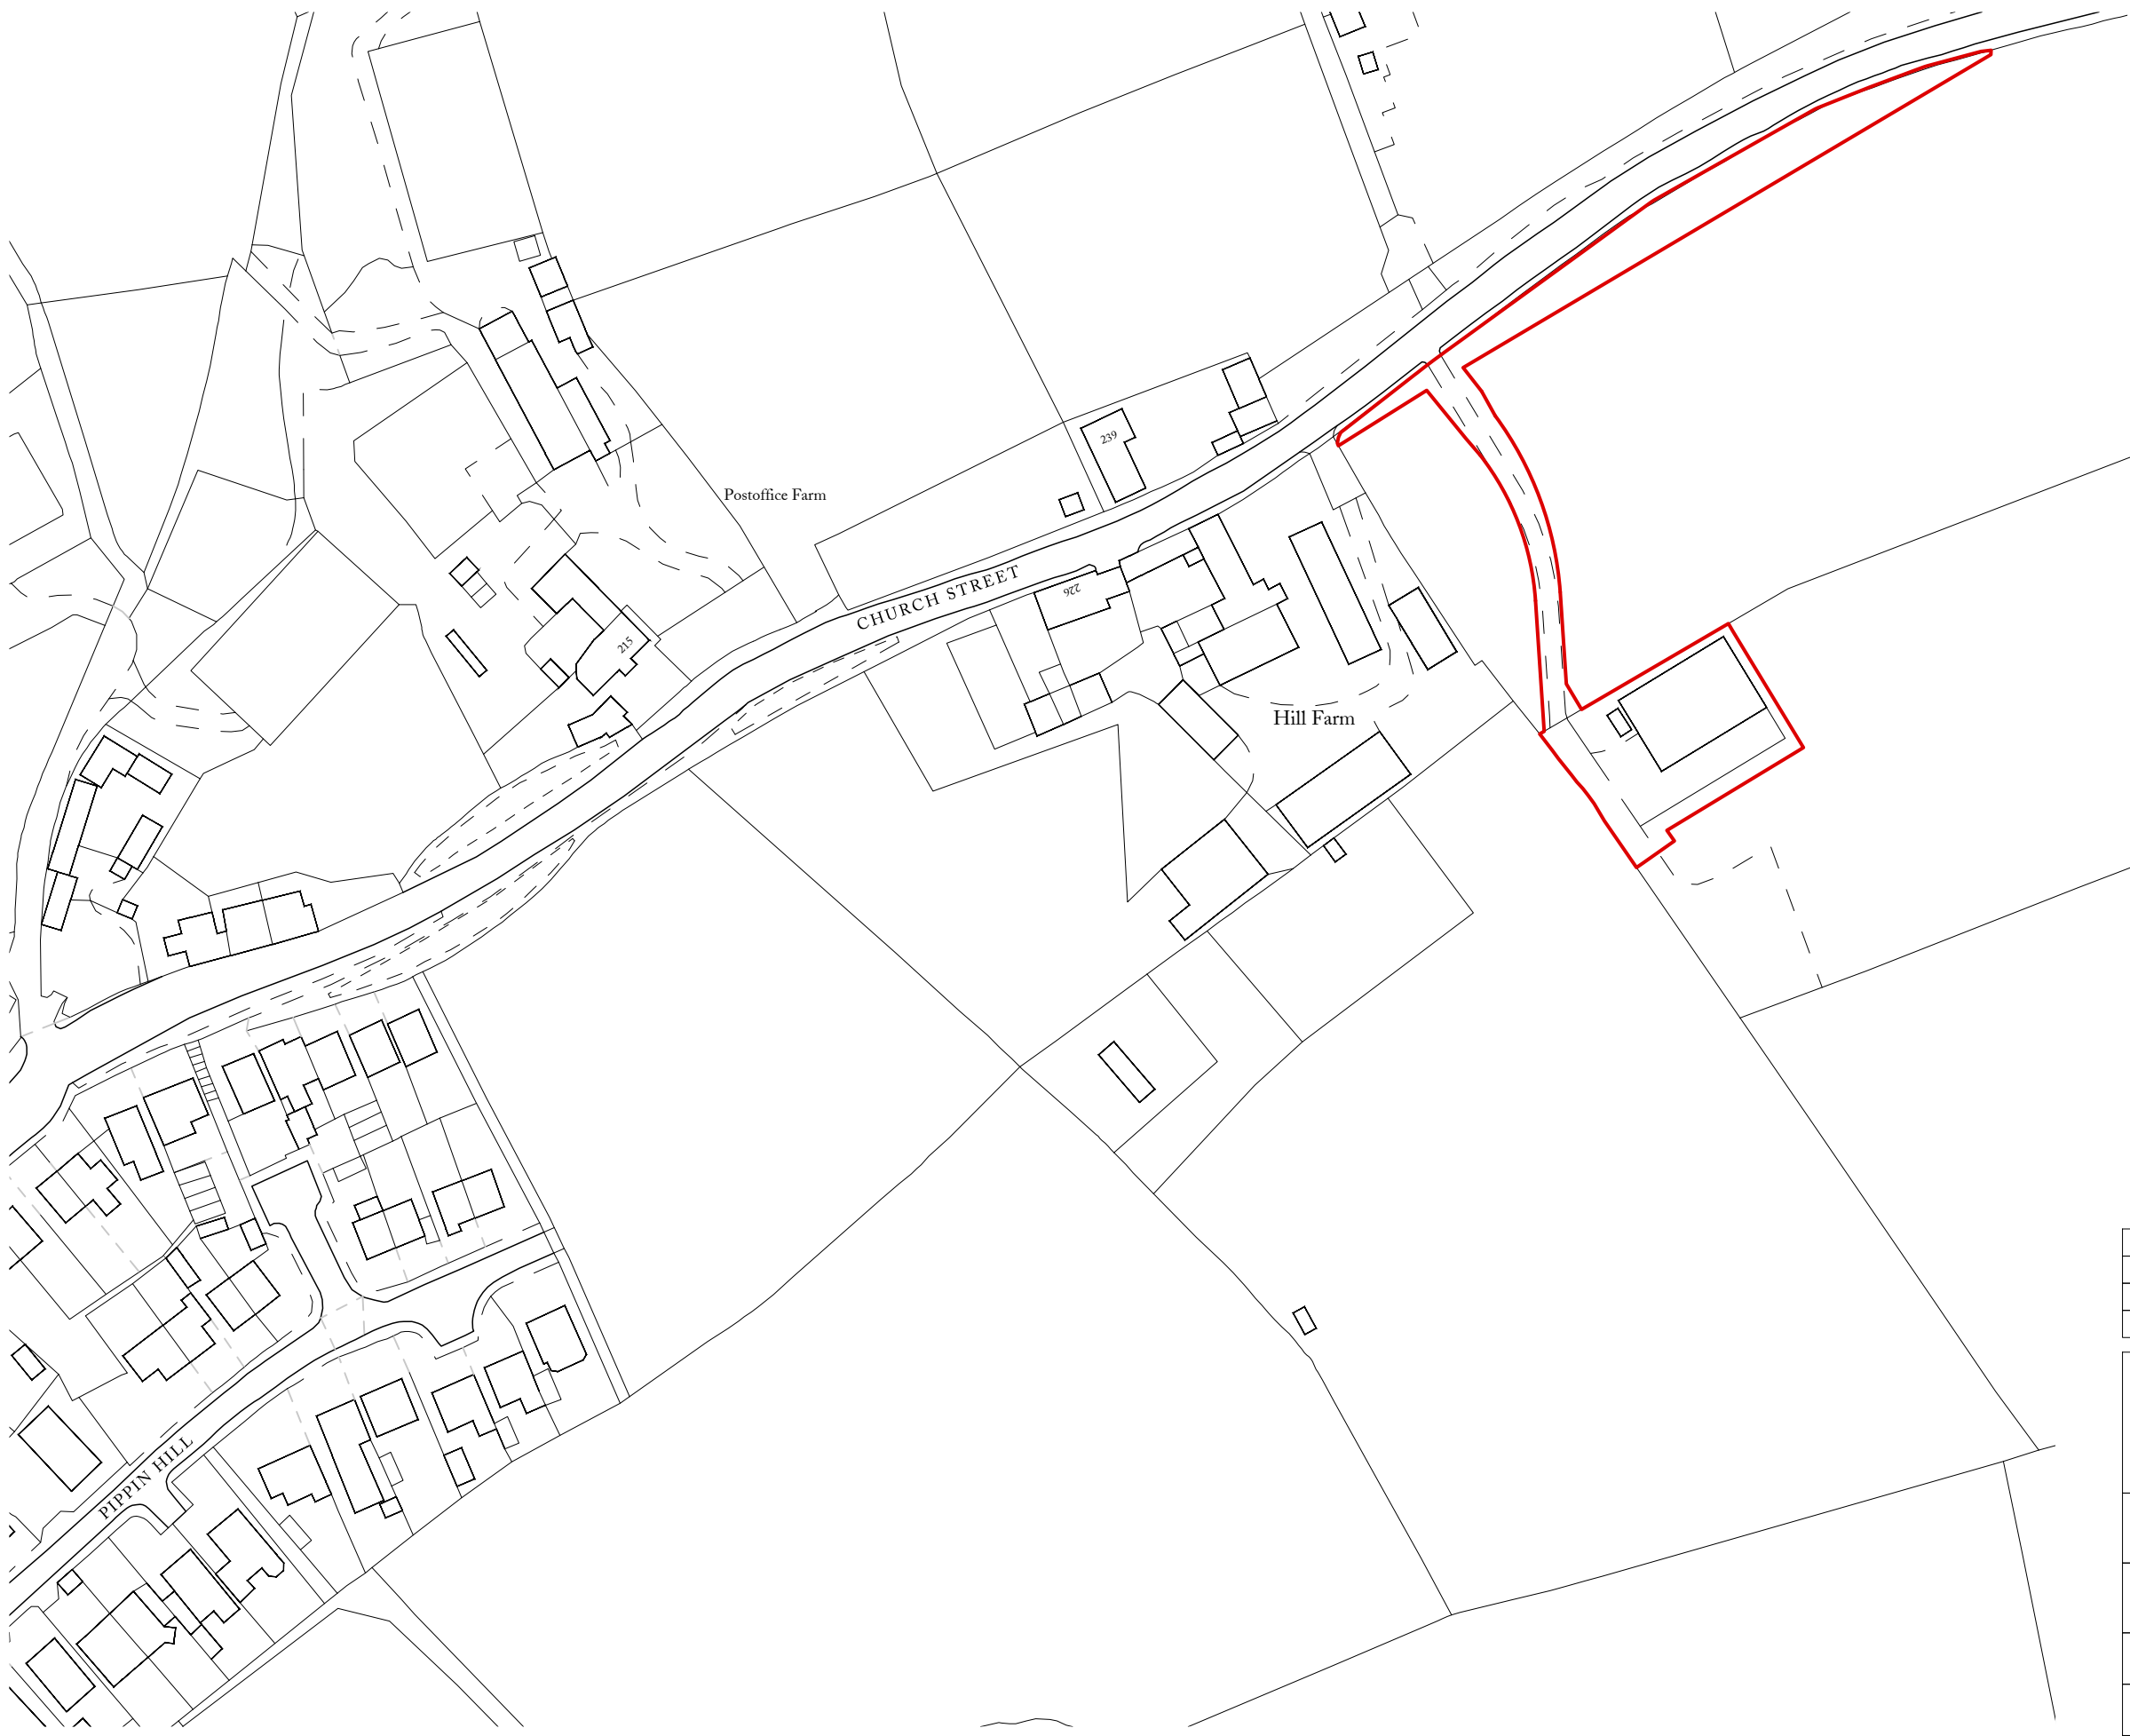 239
Postoffice Farm
CHURCH STREET
226
215
Hill Farm
PIPPIN HILL